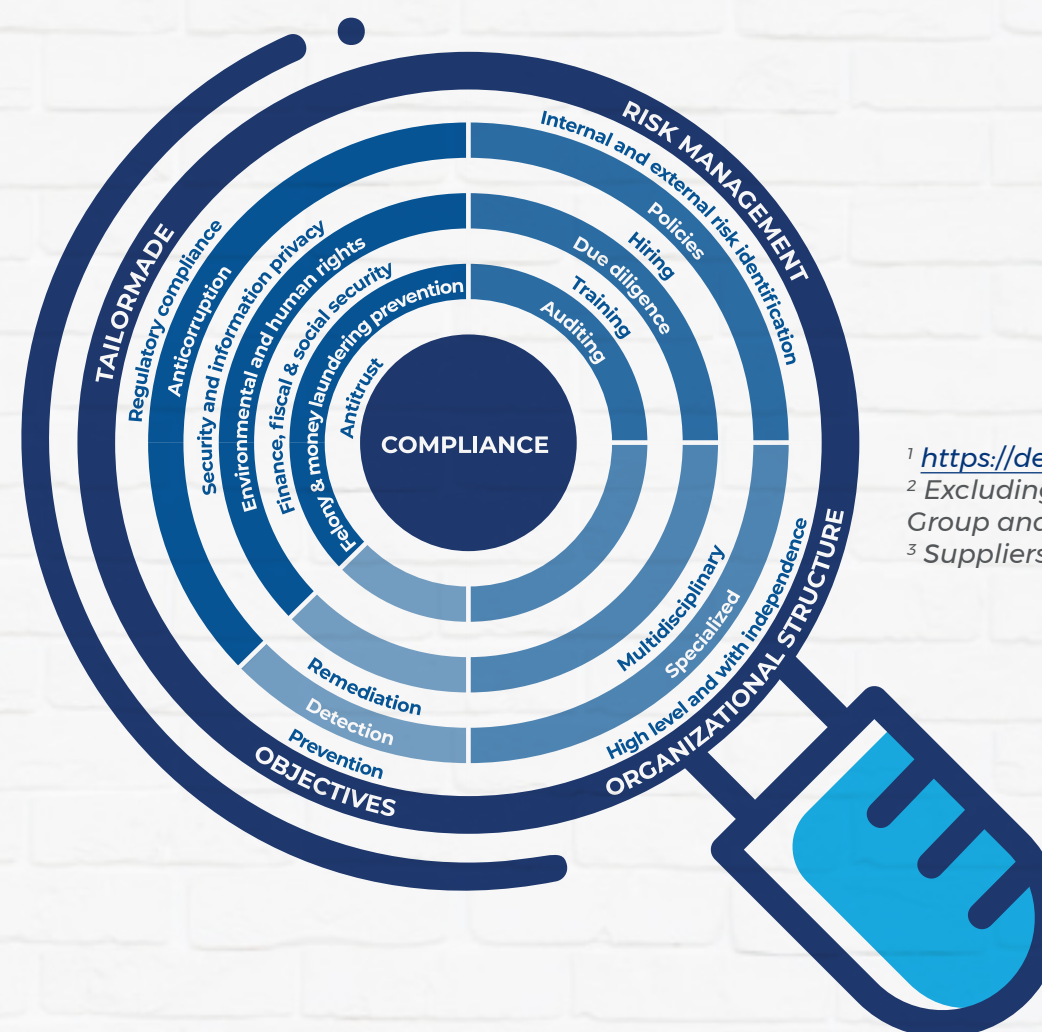 RISK MANAGEMENT
Internal and external risk identification
Policies
Hiring
Due diligence
Training
Auditing
TAILORMADE
Regulatory compliance
Anticorruption
Security and information privacy
Environmental and human rights
Finance, fiscal & social security
Felony & money laundering prevention
Antitrust
COMPLIANCE
Multidisciplinary
Specialized
High level and with independence
ORGANIZATIONAL STRUCTURE
Remediation
Detection
Prevention
OBJECTIVES
1 https://de
2 Excluding
Group and
3 Suppliers